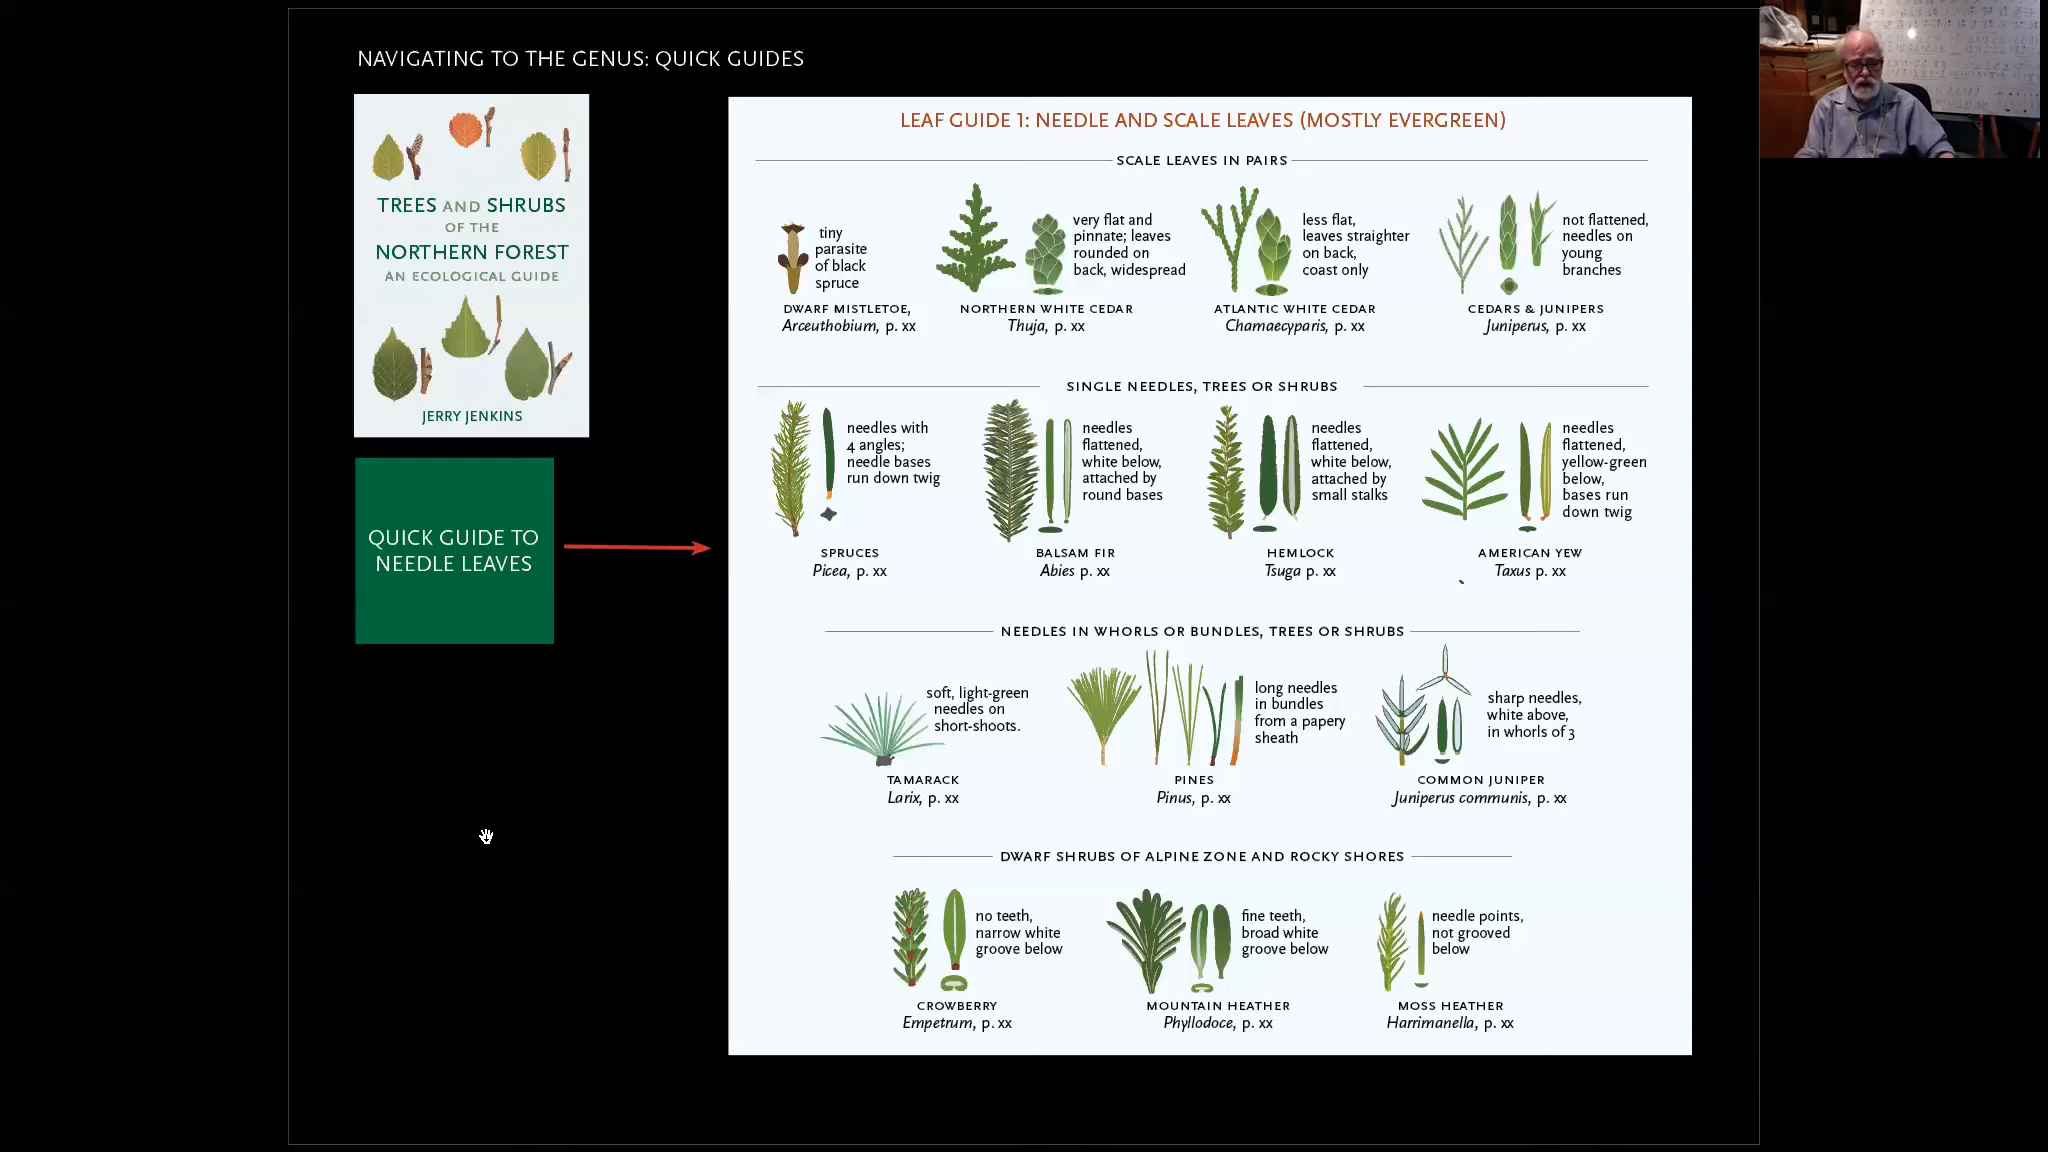 NAVIGATING TO THE GENUS: QUICK GUIDES
TREES AND SHRUBS
OF THE
NORTHERN FOREST
AN ECOLOGICAL GUIDE
JERRY JENKINS
QUICK GUIDE TO
NEEDLE LEAVES
LEAF GUIDE 1: NEEDLE AND SCALE LEAVES (MOSTLY EVERGREEN)
SCALE LEAVES IN PAIRS
tiny
parasite
of black
spruce
DWARF MISTLETOE,
Arceuthobium, p. xx
very flat and
pinnate; leaves
rounded on
back, widespread
NORTHERN WHITE CEDAR
Thuja, p. xx
less flat,
leaves straighter
on back,
coast only
ATLANTIC WHITE CEDAR
Chamaecyparis, p. xx
not flattened,
needles on
young
branches
CEDARS & JUNIPERS
Juniperus, p. xx
SINGLE NEEDLES, TREES OR SHRUBS
needles with
4 angles;
needle bases
run down twig
SPRUCES
Picea, p. xx
needles
flattened,
white below,
attached by
round bases
BALSAM FIR
Abies p. xx
needles
flattened,
white below,
attached by
small stalks
HEMLOCK
Tsuga p. xx
needles
flattened,
yellow-green
below,
bases run
down twig
AMERICAN YEW
Taxus p. xx
NEEDLES IN WHORLS OR BUNDLES, TREES OR SHRUBS
soft, light-green
needles on
short-shoots.
TAMARACK
Larix, p. xx
long needles
in bundles
from a papery
sheath
PINES
Pinus, p. xx
sharp needles,
white above,
in whorls of 3
COMMON JUNIPER
Juniperus communis, p. xx
DWARF SHRUBS OF ALPINE ZONE AND ROCKY SHORES
no teeth,
narrow white
groove below
CROWBERRY
Empetrum, p. xx
fine teeth,
broad white
groove below
MOUNTAIN HEATHER
Phyllodoce, p. xx
needle points,
not grooved
below
MOSS HEATHER
Harrimanella, p. xx